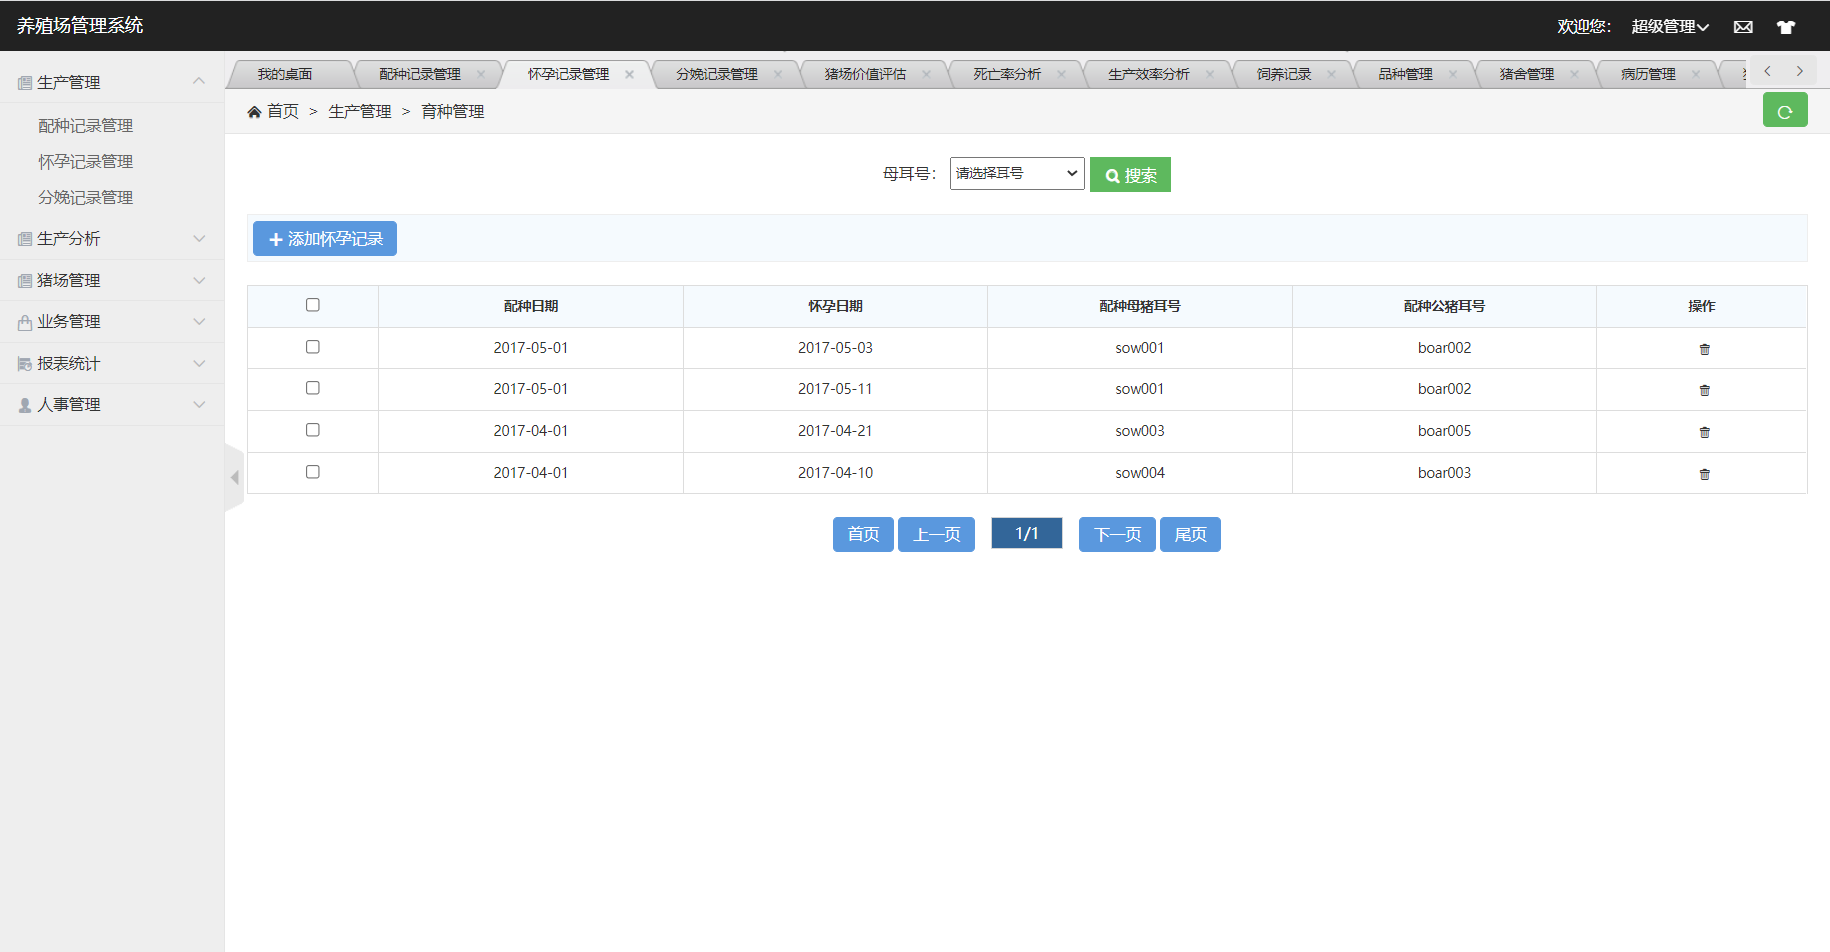 养殖场管理系统
欢迎您： 超级管理
生产管理
配种记录管理
怀孕记录管理
分娩记录管理
生产分析
猪场管理
业务管理
报表统计
人事管理
我的桌面 配种记录管理 怀孕记录管理 分娩记录管理 猪场价值评估 死亡率分析 生产效率分析 饲养记录 品种管理 猪舍管理 病历管理
首页 > 生产管理 > 育种管理
母耳号： 请选择耳号 搜索
添加怀孕记录
配种日期 怀孕日期 配种母猪耳号 配种公猪耳号 操作
2017-05-01 2017-05-03 sow001 boar002
2017-05-01 2017-05-11 sow001 boar002
2017-04-01 2017-04-21 sow003 boar005
2017-04-01 2017-04-10 sow004 boar003
首页 上一页 1/1 下一页 尾页